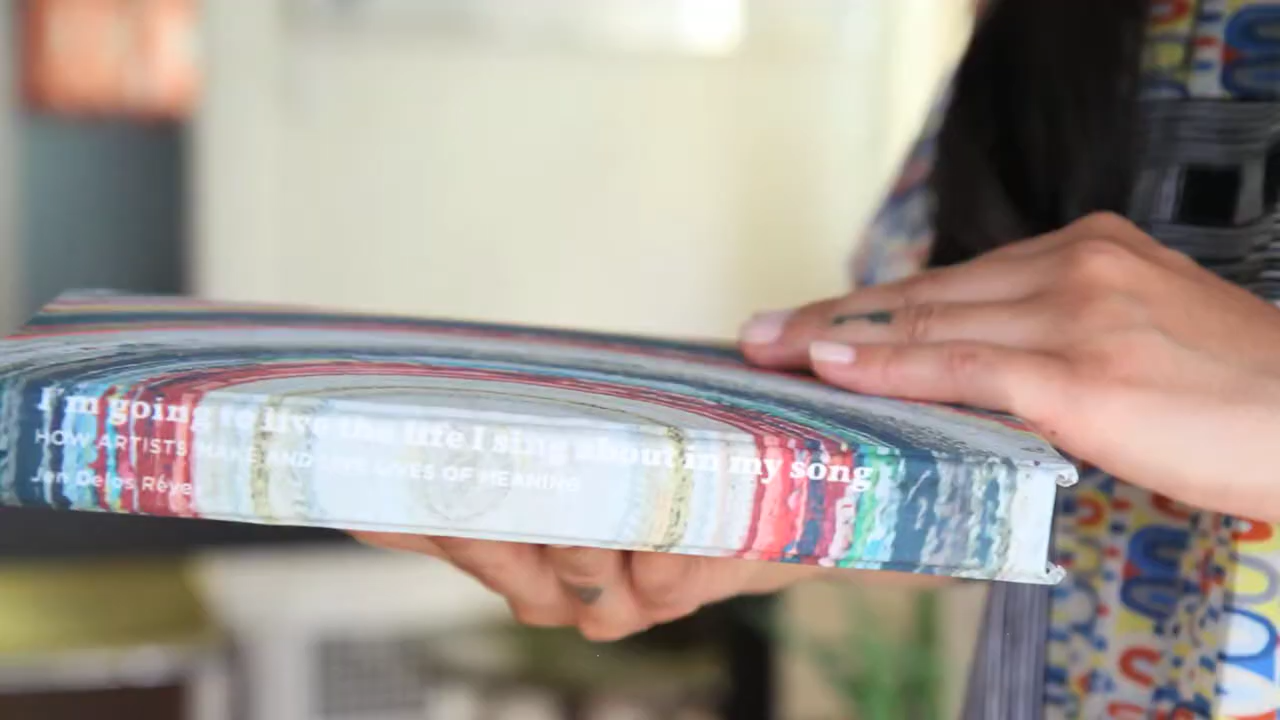 I'm going to live the life I sing about in my song
HOW ARTISTS MAKE AND LIVE LIVES OF MEANING
Jen Delos Reyes